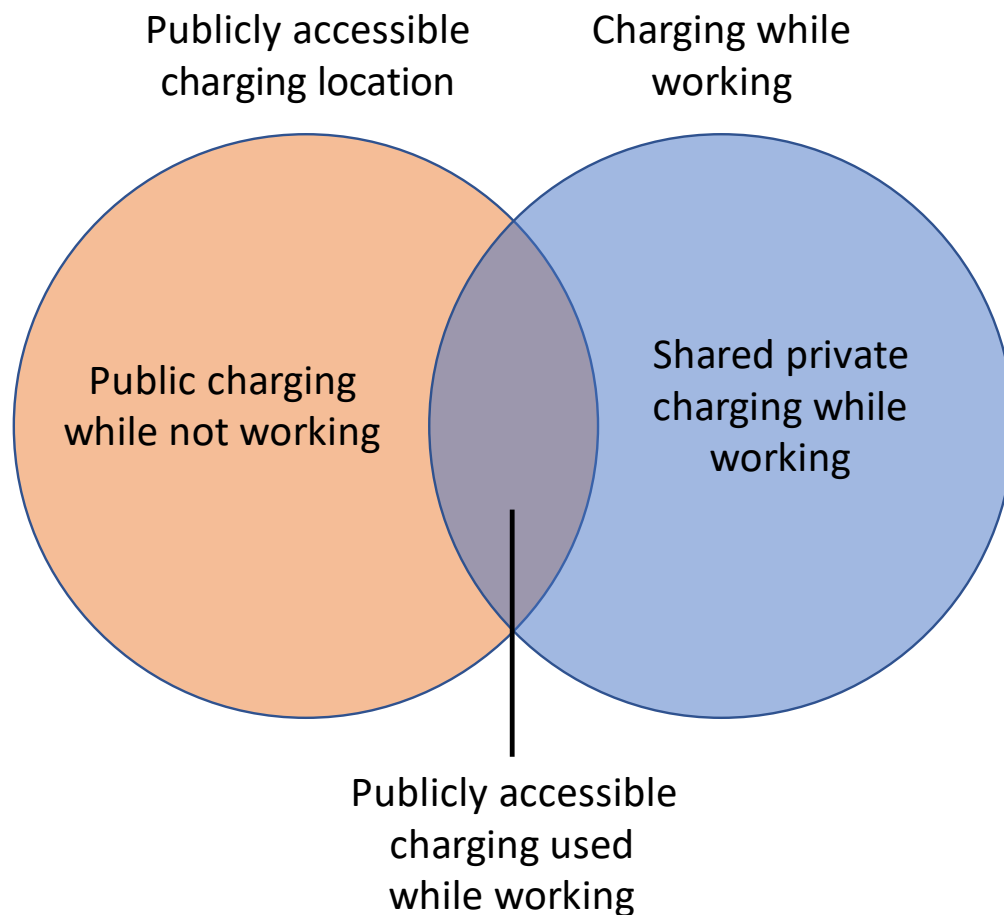 Publicly accessible
charging location
Charging while
working
Public charging
while not working
Shared private
charging while
working
Publicly accessible
charging used
while working